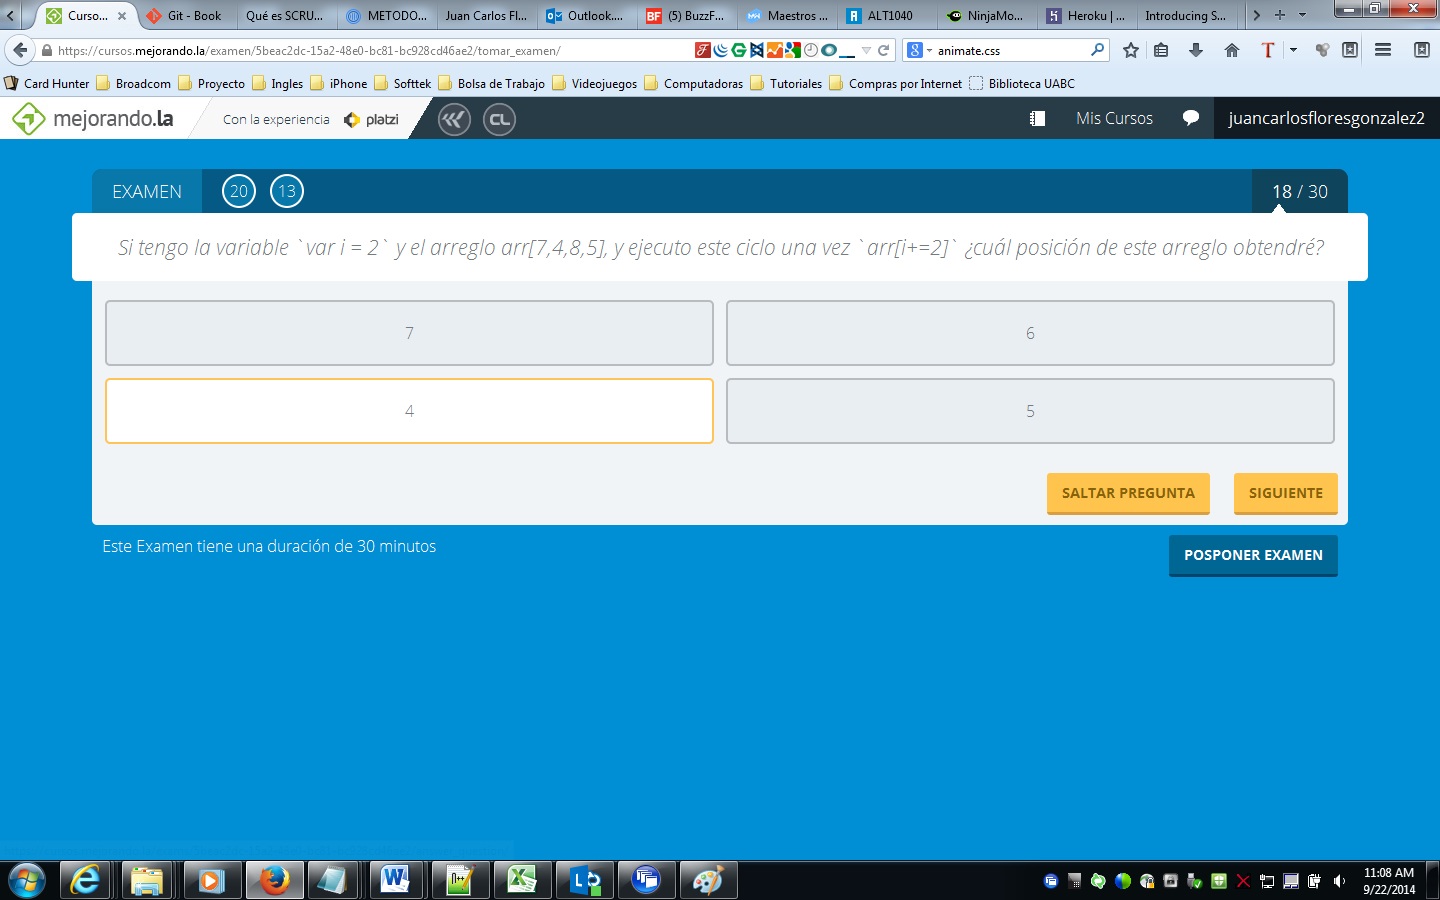 Curso...
Git - Book
Qué es SCRU...
METODO...
Juan Carlos Fl...
Outlook....
(5) BuzzF...
Maestros ...
ALT1040
NinjaMo...
Heroku | ...
Introducing S...
https://cursos.mejorando.la/examen/5beac2dc-15a2-48e0-bc81-bc928cd46ae2/tomar_examen/
animate.css
Card Hunter
Broadcom
Proyecto
Ingles
iPhone
Softtek
Bolsa de Trabajo
Videojuegos
Computadoras
Tutoriales
Compras por Internet
Biblioteca UABC
mejorando.la
Con la experiencia
platzi
CL
Mis Cursos
juancarlosfloresgonzalez2
EXAMEN
20
13
18 / 30
Si tengo la variable `var i = 2` y el arreglo arr[7,4,8,5], y ejecuto este ciclo una vez `arr[i+=2]` ¿cuál posición de este arreglo obtendré?
7
6
4
5
SALTAR PREGUNTA
SIGUIENTE
Este Examen tiene una duración de 30 minutos
POSPONER EXAMEN
11:08 AM
9/22/2014